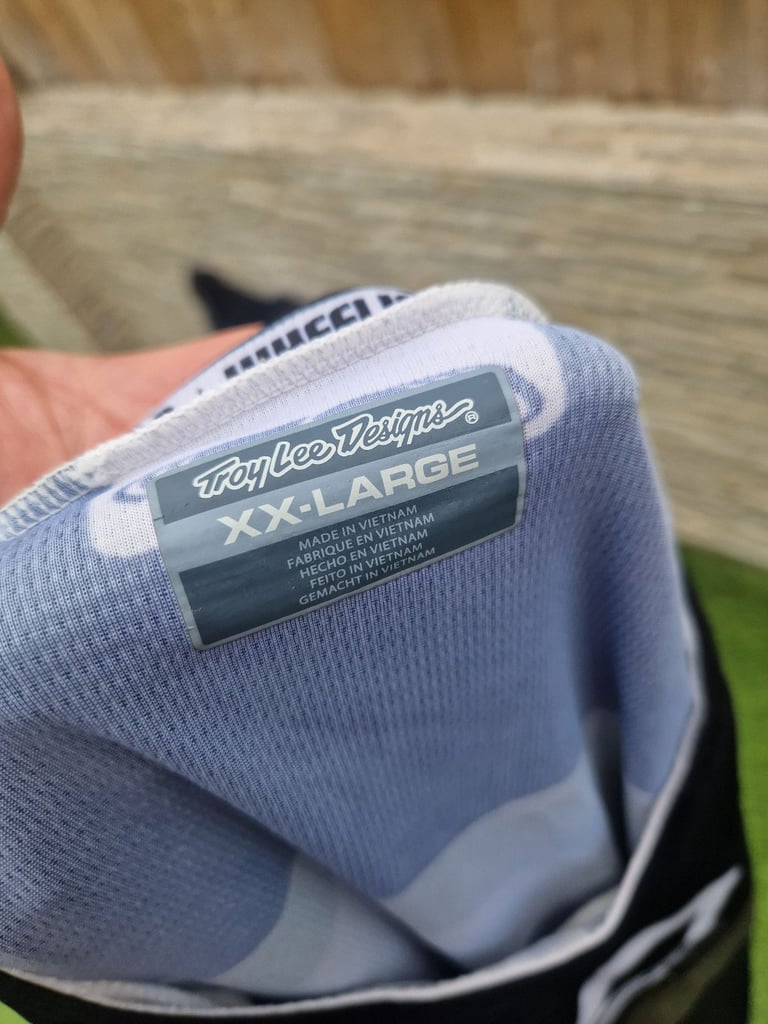 Troy Lee Designs®
XX-LARGE
MADE IN VIETNAM
FABRIQUE EN VIETNAM
HECHO EN VIETNAM
FEITO IN VIETNAM
GEMACHT IN VIETNAM